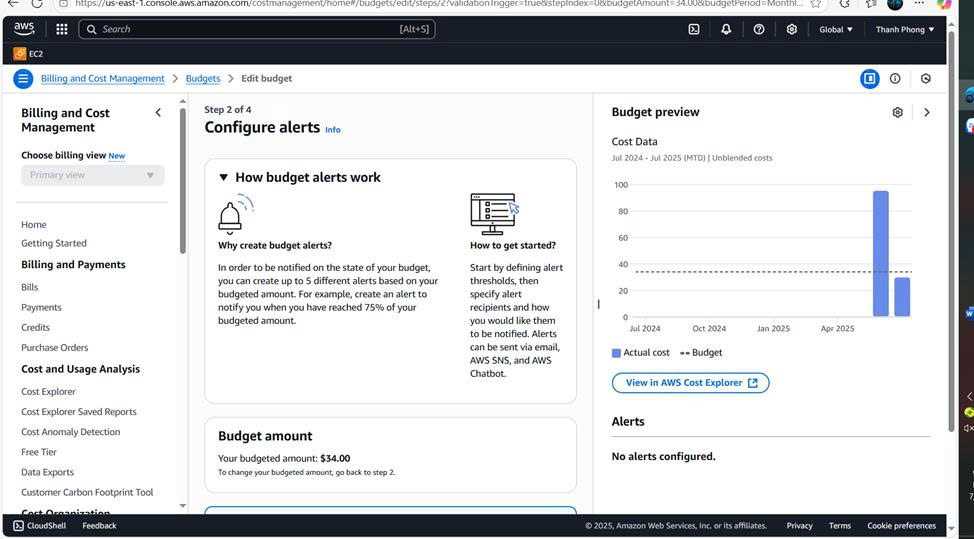 https://us-east-1.console.aws.amazon.com/costmanagement/home#/budgets/edit/steps/2?validationTrigger=true&stepIndex=0&budgetAmount=34.00&budgetPeriod=Monthl...
aws
Search [Alt+S]
Global
Thanh Phong
EC2
Billing and Cost Management > Budgets > Edit budget
Billing and Cost
Management
Choose billing view New
Primary view
Home
Getting Started
Billing and Payments
Bills
Payments
Credits
Purchase Orders
Cost and Usage Analysis
Cost Explorer
Cost Explorer Saved Reports
Cost Anomaly Detection
Free Tier
Data Exports
Customer Carbon Footprint Tool
Cost Organization
Step 2 of 4
Configure alerts Info
How budget alerts work
Why create budget alerts?
In order to be notified on the state of your budget,
you can create up to 5 different alerts based on your
budgeted amount. For example, create an alert to
notify you when you have reached 75% of your
budgeted amount.
How to get started?
Start by defining alert
thresholds, then
specify alert
recipients and how
you would like them
to be notified. Alerts
can be sent via email,
AWS SNS, and AWS
Chatbot.
Budget amount
Your budgeted amount: $34.00
To change your budgeted amount, go back to step 2.
Budget preview
Cost Data
Jul 2024 - Jul 2025 (MTD) | Unblended costs
100
80
60
40
20
0
Jul 2024 Oct 2024 Jan 2025 Apr 2025
Actual cost Budget
View in AWS Cost Explorer
Alerts
No alerts configured.
CloudShell Feedback
© 2025, Amazon Web Services, Inc. or its affiliates. Privacy Terms Cookie preferences